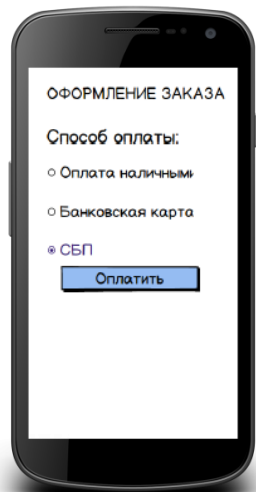 ОФОРМЛЕНИЕ ЗАКАЗА
Способ оплаты:
Оплата наличными
Банковская карта
СБП
Оплатить